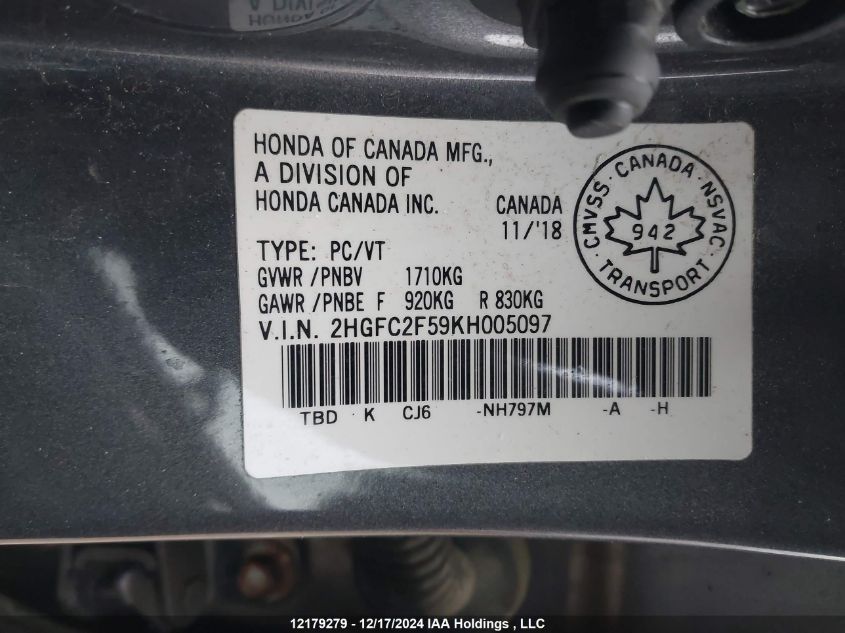 HONDA OF CANADA MFG.,
A DIVISION OF
HONDA CANADA INC. CANADA
11/'18
TYPE: PC/VT
GVWR /PNBV 1710KG
GAWR /PNBE F 920KG R 830KG
V.I.N. 2HGFC2F59KH005097
TBD K CJ6 -NH797M -A -H
CMVSS · CANADA · NSVAC · TRANSPORT ·
942
12179279 - 12/17/2024 IAA Holdings , LLC